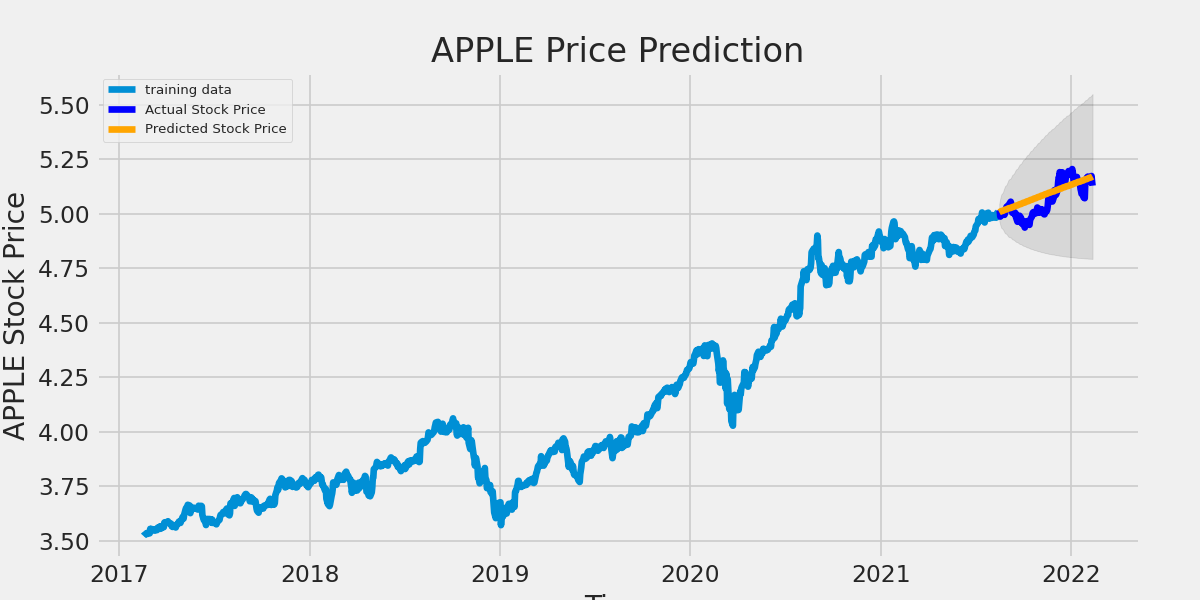 APPLE Price Prediction
training data
Actual Stock Price
Predicted Stock Price
APPLE Stock Price
5.50
5.25
5.00
4.75
4.50
4.25
4.00
3.75
3.50
2017 2018 2019 2020 2021 2022